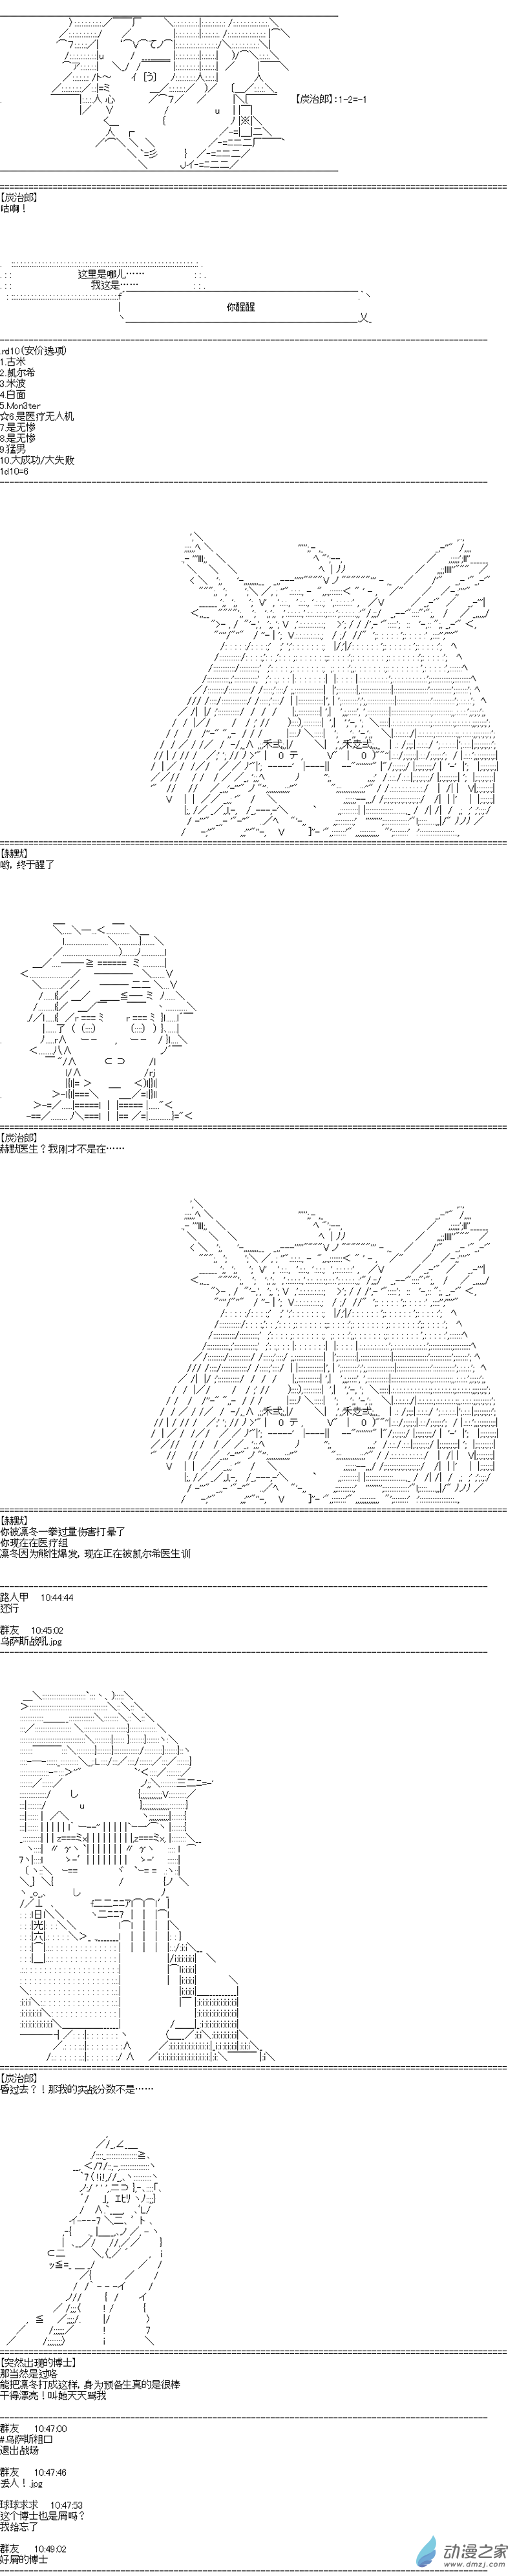 【炭治郎】:1-2=-1
【炭治郎】
咕啊！
这里是哪儿……
我这是……
你醒醒
.rd10(安价选项)
1.古米
2.凯尔希
3.米波
4.白面
5.Mon3ter
☆6.是医疗无人机
7.是无惨
8.是无惨
9.猛男
10.大成功/大失败
1d10=6
【赫默】
哟，终于醒了
【炭治郎】
赫默医生？我刚才不是在……
【赫默】
你被凛冬一拳过量伤害打晕了
你现在在医疗组
凛冬因为熊性爆发，现在正在被凯尔希医生训
路人甲 10:44:44
还行
群友 10:45:02
乌萨斯战吼.jpg
【炭治郎】
昏过去？！那我的实战分数不是……
【突然出现的博士】
那当然是过咯
能把凛冬打成这样，身为预备生真的是很棒
干得漂亮！叫她天天骂我
群友 10:47:00
#乌萨斯粗口
退出战场
群友 10:47:46
丢人！.jpg
球球求求 10:47:53
这个博士也是屑吗？
我给忘了
群友 10:49:02
好屑的博士
动漫之家
www.dmzj.com